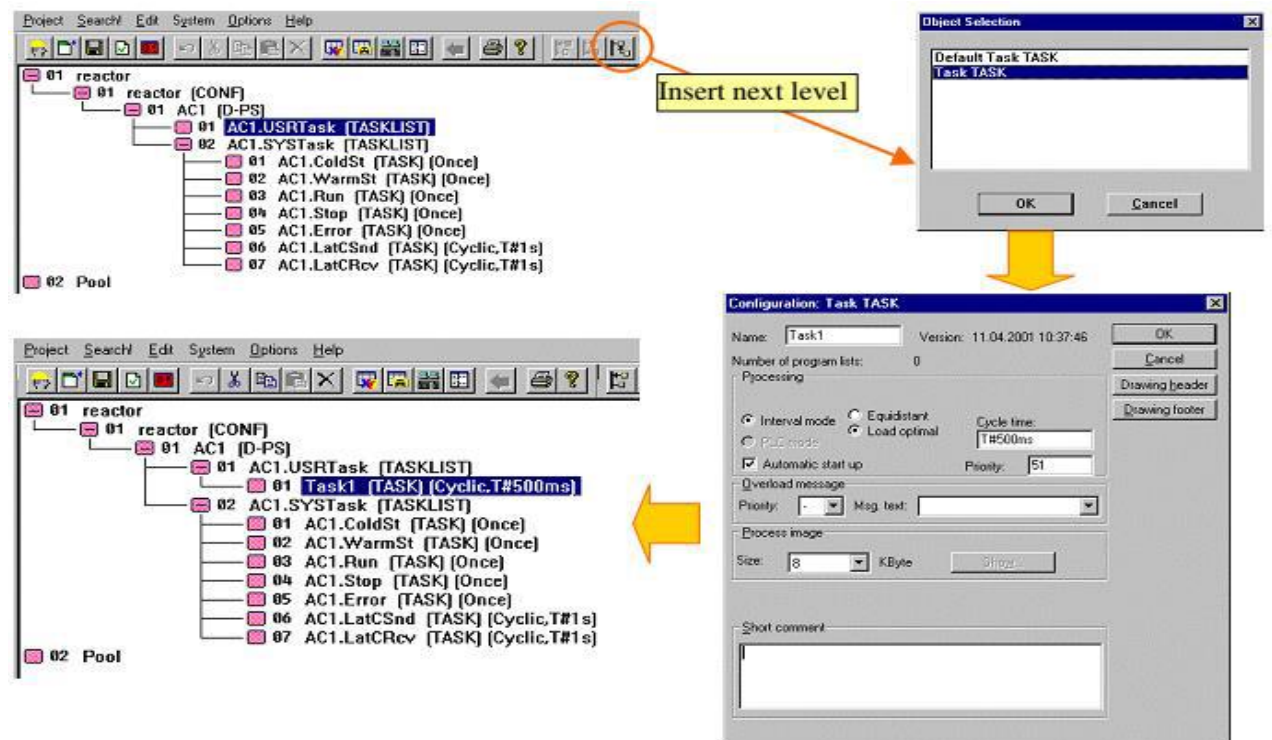 Project Search! Edit System Options Help
01 reactor
01 reactor (CONF)
01 AC1 (D-PS)
01 AC1.USRTask (TASKLIST)
02 AC1.SYSTask (TASKLIST)
01 AC1.ColdSt (TASK) (Once)
02 AC1.WarmSt (TASK) (Once)
03 AC1.Run (TASK) (Once)
04 AC1.Stop (TASK) (Once)
05 AC1.Error (TASK) (Once)
06 AC1.LatCSnd (TASK) (Cyclic,T#1s)
07 AC1.LatCRcv (TASK) (Cyclic,T#1s)
02 Pool
Insert next level
Object Selection
Default Task TASK
Task TASK
OK Cancel
Configuration: Task TASK
Name: Task1 Version: 11.04.2001 10:37:46 OK
Number of program lists: 0 Cancel
Processing Drawing header
Drawing footer
Interval mode Equidistant Cycle time:
Load optimal T#500ms
PLC mode
Automatic start up Priority: 51
Overload message
Priority: - Msg. text:
Process image
Size: 8 KByte Show...
Short comment
Project Search! Edit System Options Help
01 reactor
01 reactor (CONF)
01 AC1 (D-PS)
01 AC1.USRTask (TASKLIST)
01 Task1 (TASK) (Cyclic,T#500ms)
02 AC1.SYSTask (TASKLIST)
01 AC1.ColdSt (TASK) (Once)
02 AC1.WarmSt (TASK) (Once)
03 AC1.Run (TASK) (Once)
04 AC1.Stop (TASK) (Once)
05 AC1.Error (TASK) (Once)
06 AC1.LatCSnd (TASK) (Cyclic,T#1s)
07 AC1.LatCRcv (TASK) (Cyclic,T#1s)
02 Pool